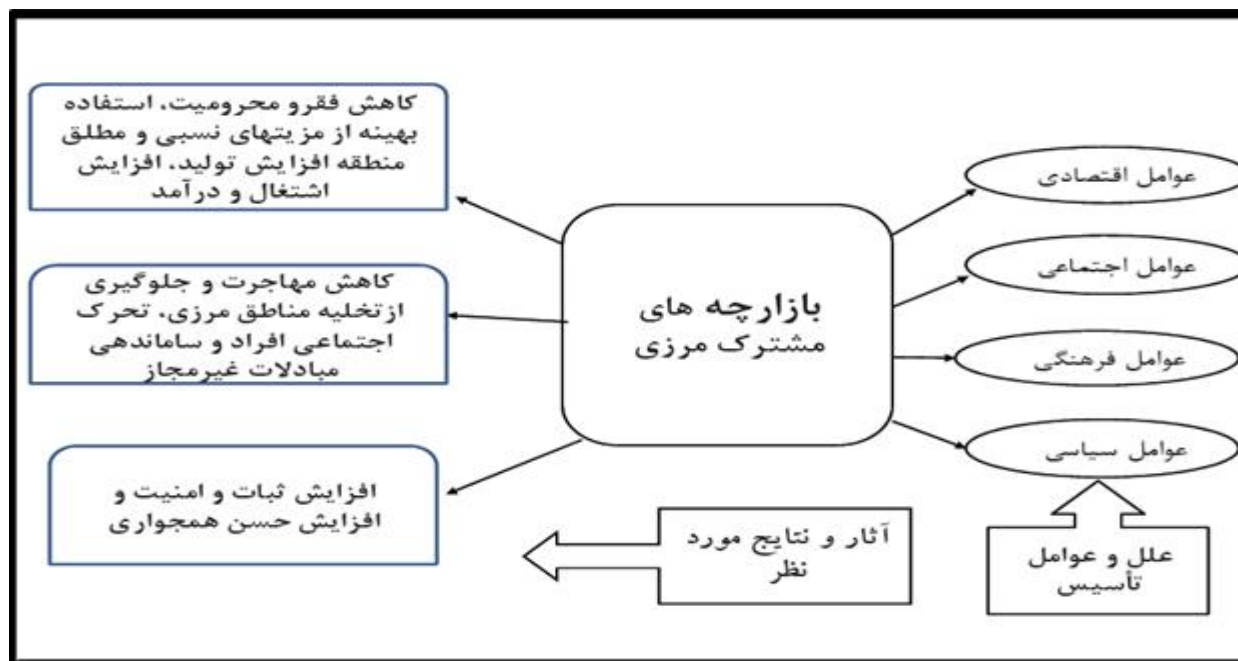 عوامل اقتصادی
عوامل اجتماعی
عوامل فرهنگی
عوامل سیاسی
علل و عوامل
تأسیس
بازارچه های
مشترک مرزی
کاهش فقرو محرومیت، استفاده
بهینه از مزیتهای نسبی و مطلق
منطقه افزایش تولید، افزایش
اشتغال و درآمد
کاهش مهاجرت و جلوگیری
ازتخلیه مناطق مرزی، تحرک
اجتماعی افراد و ساماندهی
مبادلات غیرمجاز
افزایش ثبات و امنیت و
افزایش حسن همجواری
آثار و نتایج مورد
نظر